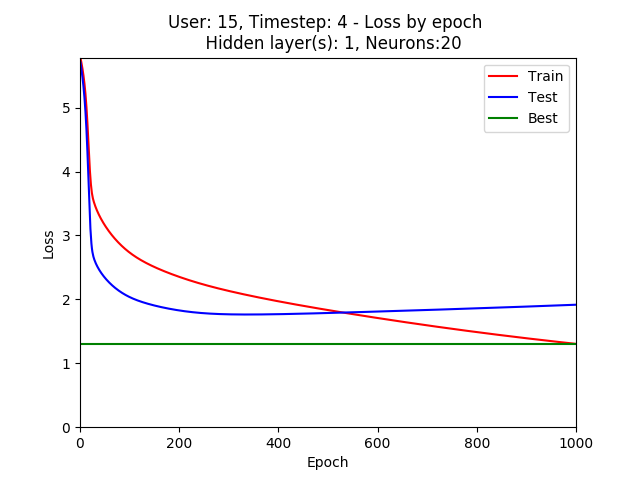 User: 15, Timestep: 4 - Loss by epoch
Hidden layer(s): 1, Neurons:20
Train
Test
Best
Loss
5
4
3
2
1
0
0 200 400 600 800 1000
Epoch